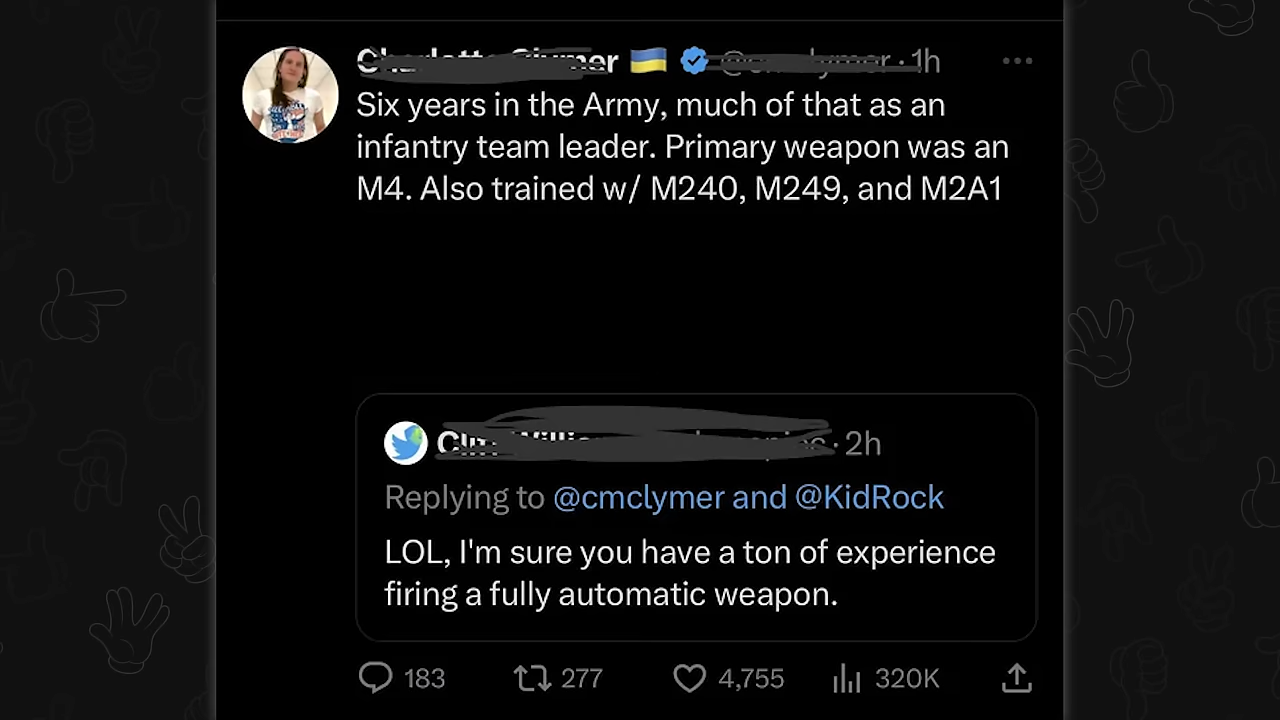 1h
Six years in the Army, much of that as an
infantry team leader. Primary weapon was an
M4. Also trained w/ M240, M249, and M2A1
2h
Replying to @cmclymer and @KidRock
LOL, I'm sure you have a ton of experience
firing a fully automatic weapon.
183 277 4,755 320K